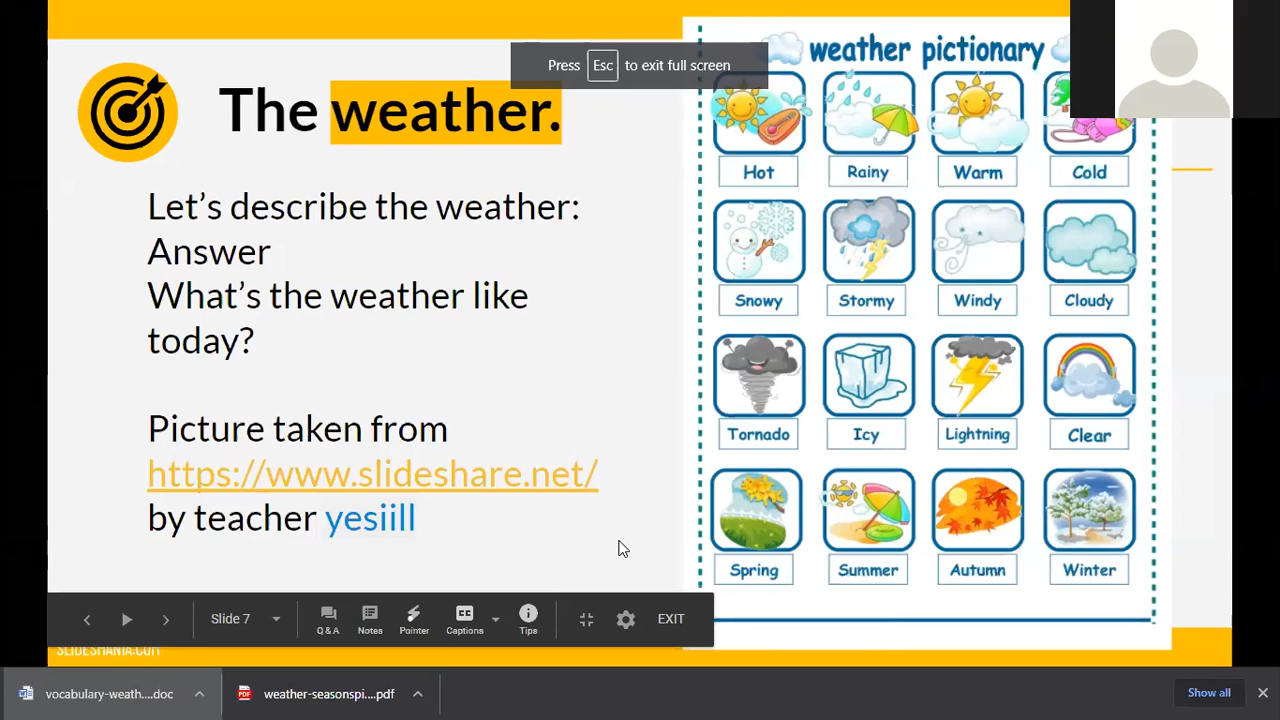 Press Esc to exit full screen
The weather.
Let's describe the weather:
Answer
What's the weather like
today?
Picture taken from
https://www.slideshare.net/
by teacher yesiill
weather pictionary
Hot Rainy Warm Cold
Snowy Stormy Windy Cloudy
Tornado Icy Lightning Clear
Spring Summer Autumn Winter
Slide 7 Q & A Notes Pointer CC Captions Tips EXIT
SLIDESMANIA.COM
vocabulary-weath....doc PDF weather-seasonspi....pdf Show all